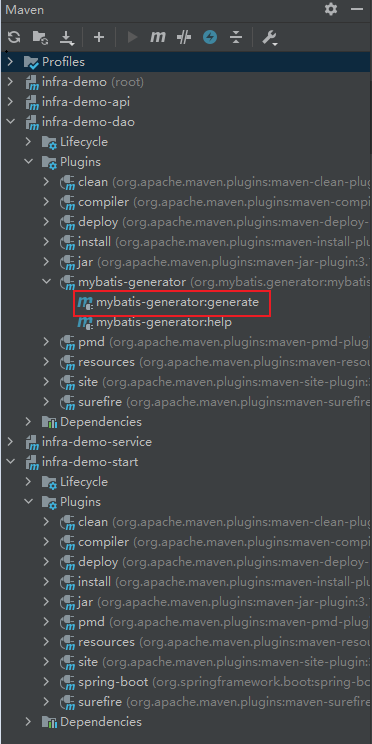 Maven
Profiles
infra-demo (root)
infra-demo-api
infra-demo-dao
Lifecycle
Plugins
clean (org.apache.maven.plugins:maven-clean-plug
compiler (org.apache.maven.plugins:maven-compi
deploy (org.apache.maven.plugins:maven-deploy-
install (org.apache.maven.plugins:maven-install-plu
jar (org.apache.maven.plugins:maven-jar-plugin:3.
mybatis-generator (org.mybatis.generator:mybatis
mybatis-generator:generate
mybatis-generator:help
pmd (org.apache.maven.plugins:maven-pmd-plug
resources (org.apache.maven.plugins:maven-resou
site (org.apache.maven.plugins:maven-site-plugin:
surefire (org.apache.maven.plugins:maven-surefire
Dependencies
infra-demo-service
infra-demo-start
Lifecycle
Plugins
clean (org.apache.maven.plugins:maven-clean-plug
compiler (org.apache.maven.plugins:maven-compi
deploy (org.apache.maven.plugins:maven-deploy-
install (org.apache.maven.plugins:maven-install-plu
jar (org.apache.maven.plugins:maven-jar-plugin:3.
pmd (org.apache.maven.plugins:maven-pmd-plug
resources (org.apache.maven.plugins:maven-resou
site (org.apache.maven.plugins:maven-site-plugin:
spring-boot (org.springframework.boot:spring-bo
surefire (org.apache.maven.plugins:maven-surefire
Dependencies